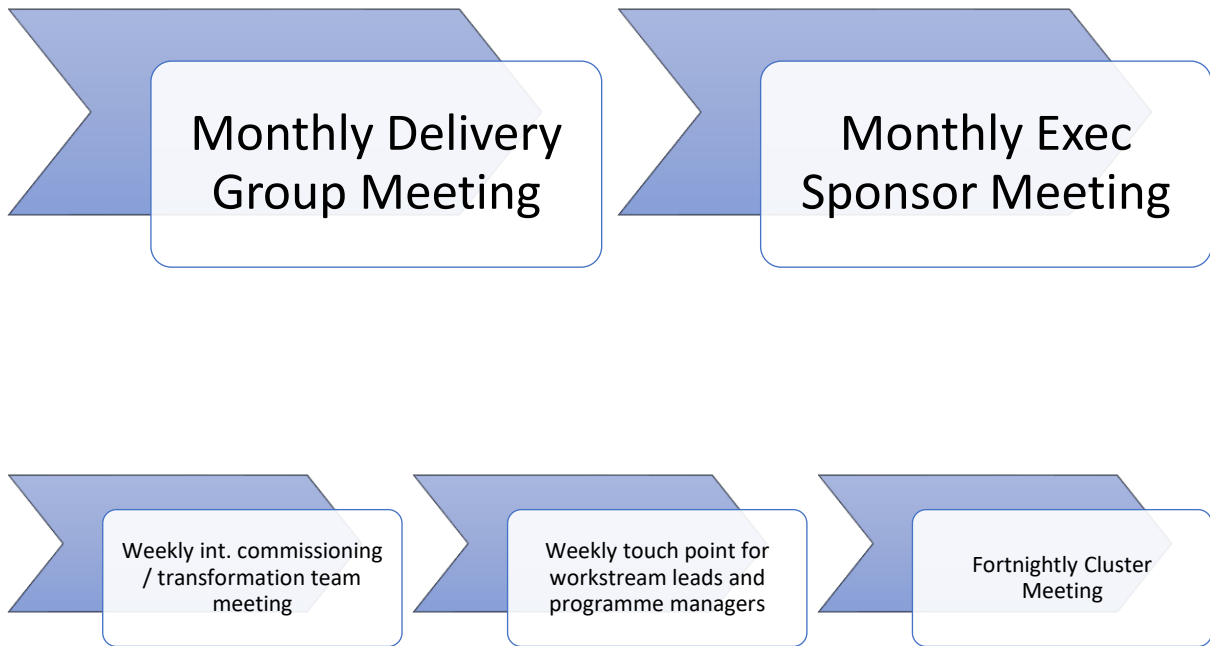 Monthly Delivery
Group Meeting
Monthly Exec
Sponsor Meeting
Weekly int. commissioning
/ transformation team
meeting
Weekly touch point for
workstream leads and
programme managers
Fortnightly Cluster
Meeting